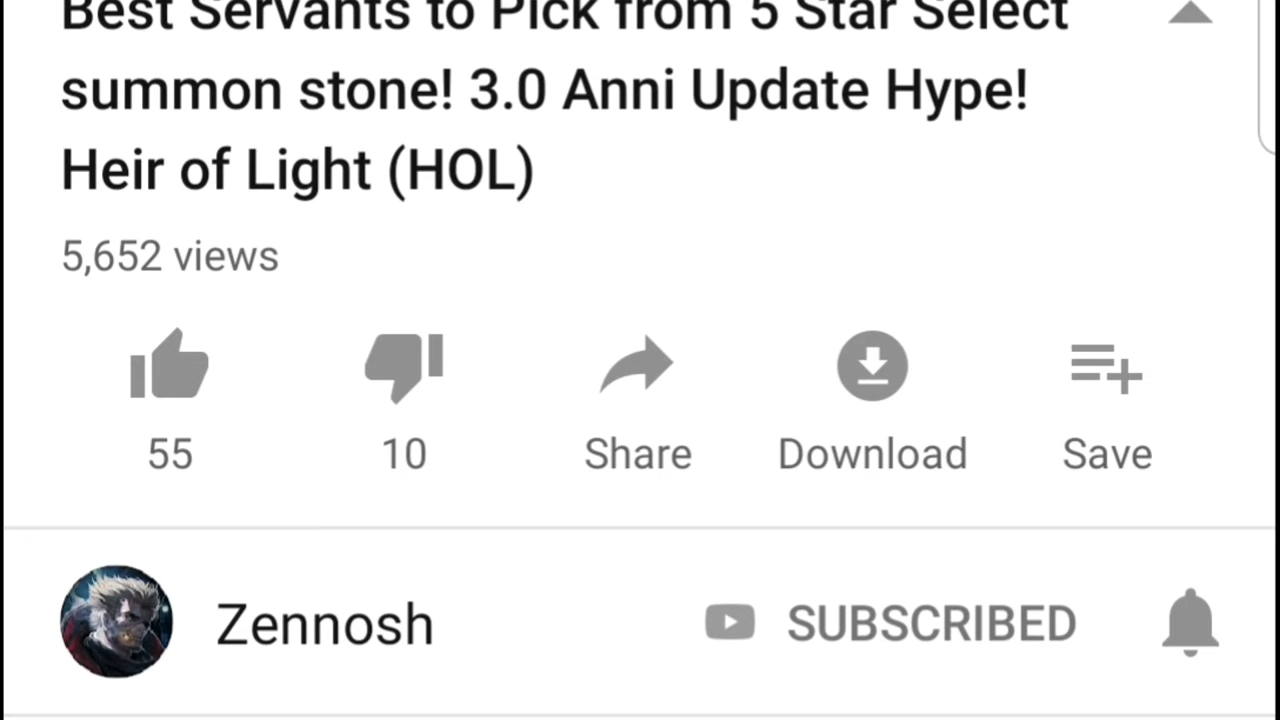 Best Servants to Pick from 5 Star Select
summon stone! 3.0 Anni Update Hype!
Heir of Light (HOL)
5,652 views
55 10 Share Download Save
Zennosh SUBSCRIBED